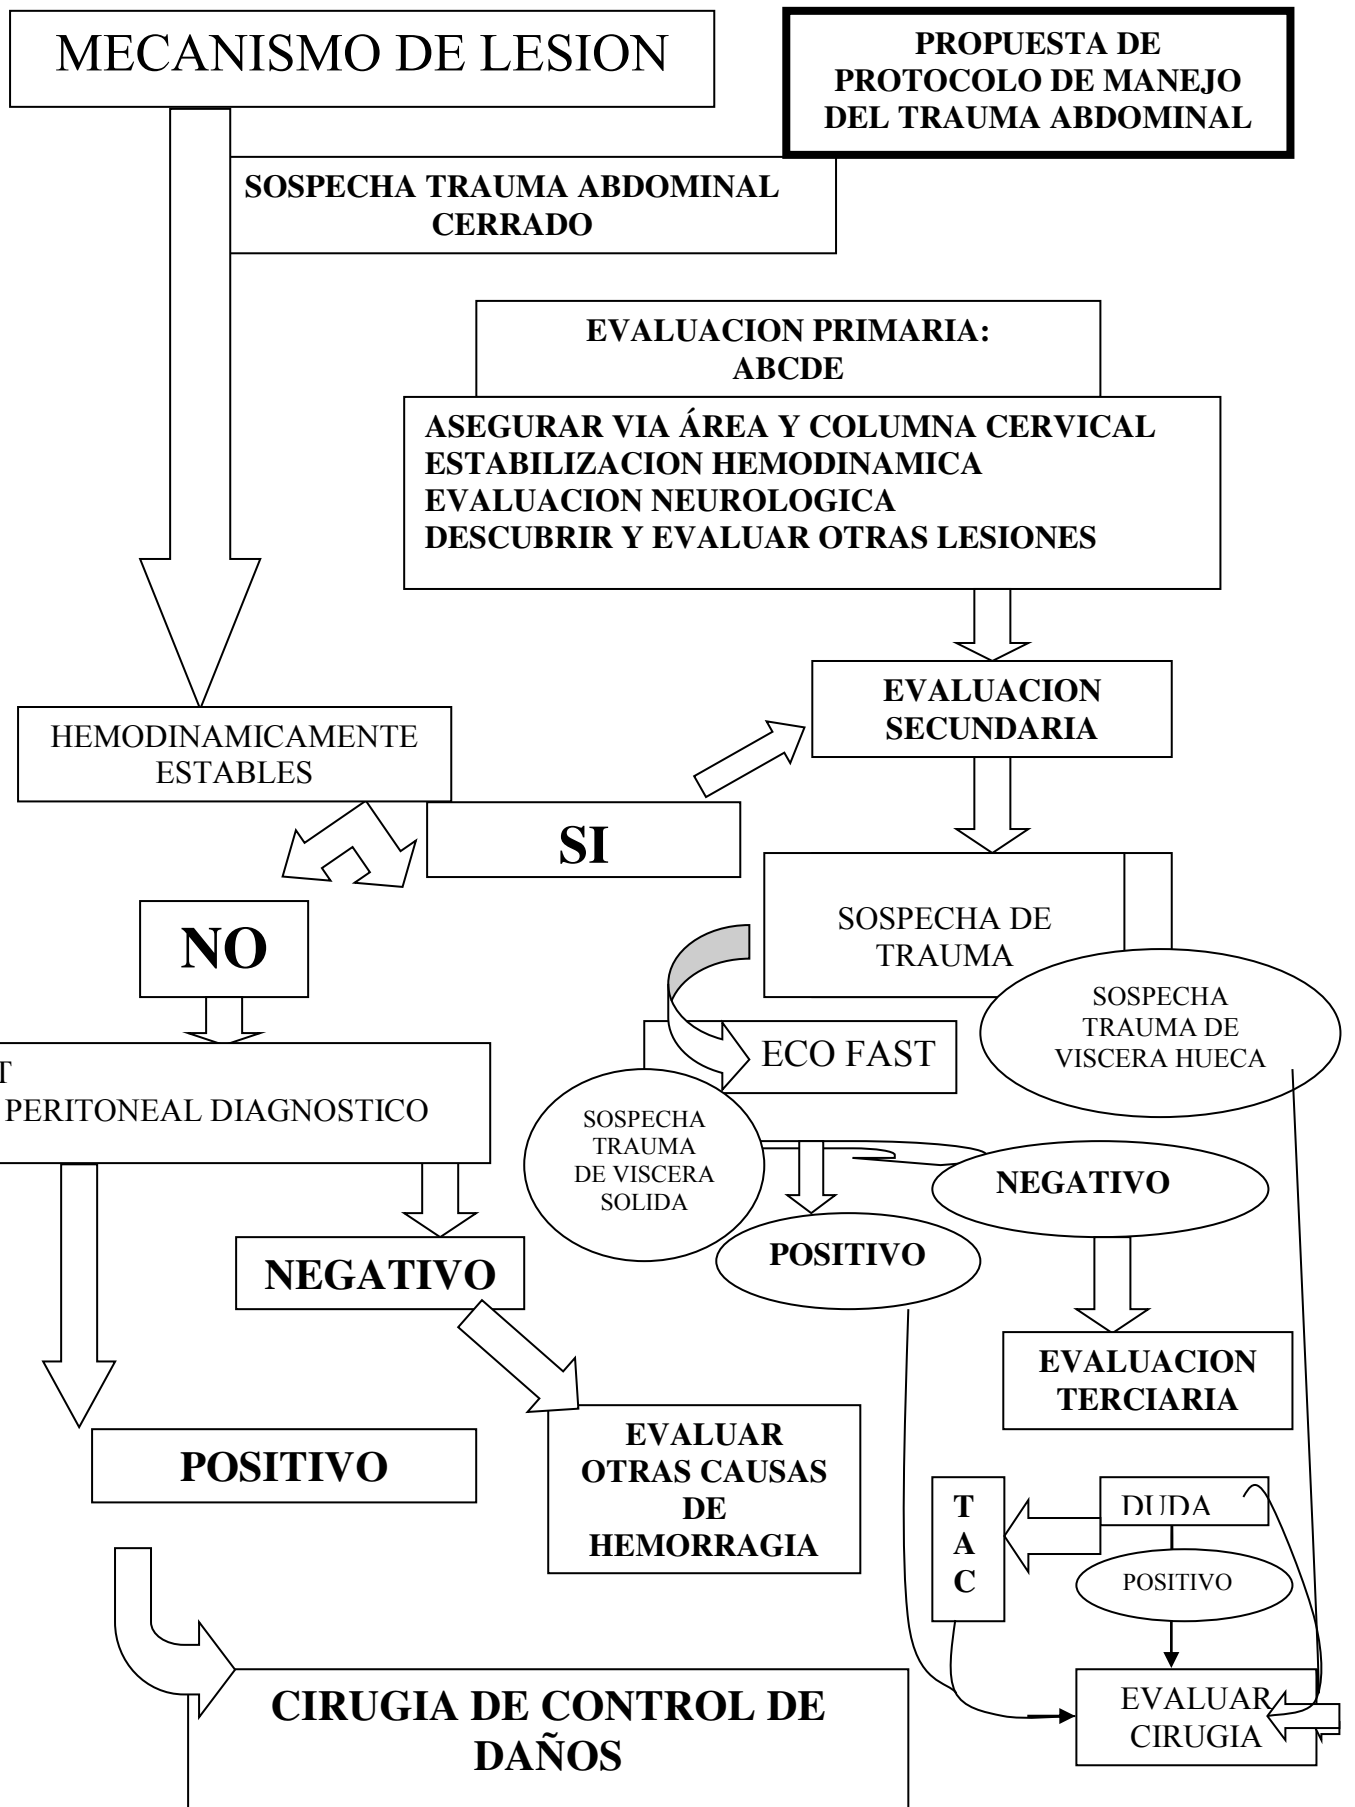 MECANISMO DE LESION
PROPUESTA DE
PROTOCOLO DE MANEJO
DEL TRAUMA ABDOMINAL
SOSPECHA TRAUMA ABDOMINAL
CERRADO
EVALUACION PRIMARIA:
ABCDE
ASEGURAR VIA ÁREA Y COLUMNA CERVICAL
ESTABILIZACION HEMODINAMICA
EVALUACION NEUROLOGICA
DESCUBRIR Y EVALUAR OTRAS LESIONES
EVALUACION
SECUNDARIA
HEMODINAMICAMENTE
ESTABLES
SI
NO
SOSPECHA DE
TRAUMA
SOSPECHA
TRAUMA DE
VISCERA HUECA
ECO FAST
T
PERITONEAL DIAGNOSTICO
SOSPECHA
TRAUMA
DE VISCERA
SOLIDA
NEGATIVO
POSITIVO
NEGATIVO
EVALUACION
TERCIARIA
POSITIVO
EVALUAR
OTRAS CAUSAS
DE
HEMORRAGIA
T
A
C
DUDA
POSITIVO
EVALUAR
CIRUGIA
CIRUGIA DE CONTROL DE
DAÑOS